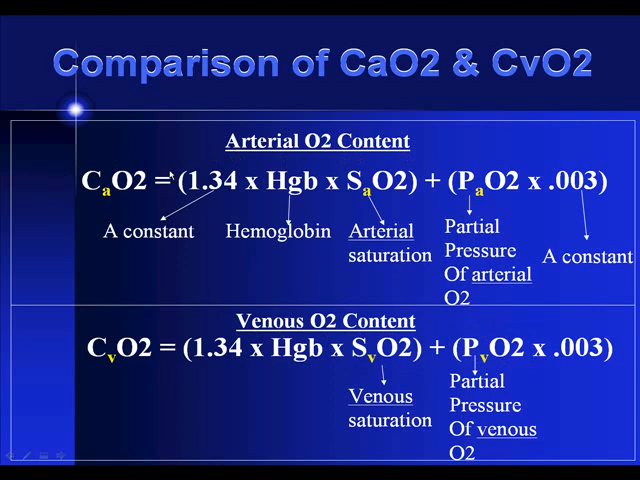 Comparison of CaO2 & CvO2
Arterial O2 Content
CaO2 = (1.34 x Hgb x SaO2) + (PaO2 x .003)
A constant
Hemoglobin
Arterial
saturation
Partial
Pressure
Of arterial
O2
A constant
Venous O2 Content
CvO2 = (1.34 x Hgb x SvO2) + (PvO2 x .003)
Venous
saturation
Partial
Pressure
Of venous
O2